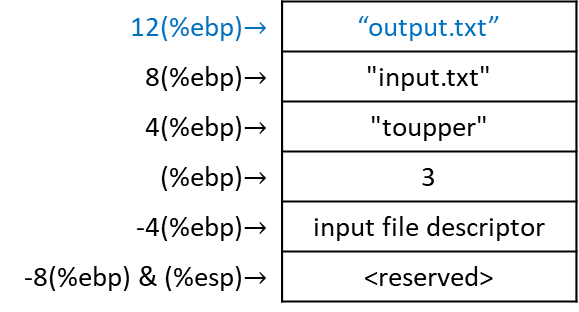 12(%ebp)→ “output.txt”
8(%ebp)→ "input.txt"
4(%ebp)→ "toupper"
(%ebp)→ 3
-4(%ebp)→ input file descriptor
-8(%ebp) & (%esp)→ <reserved>